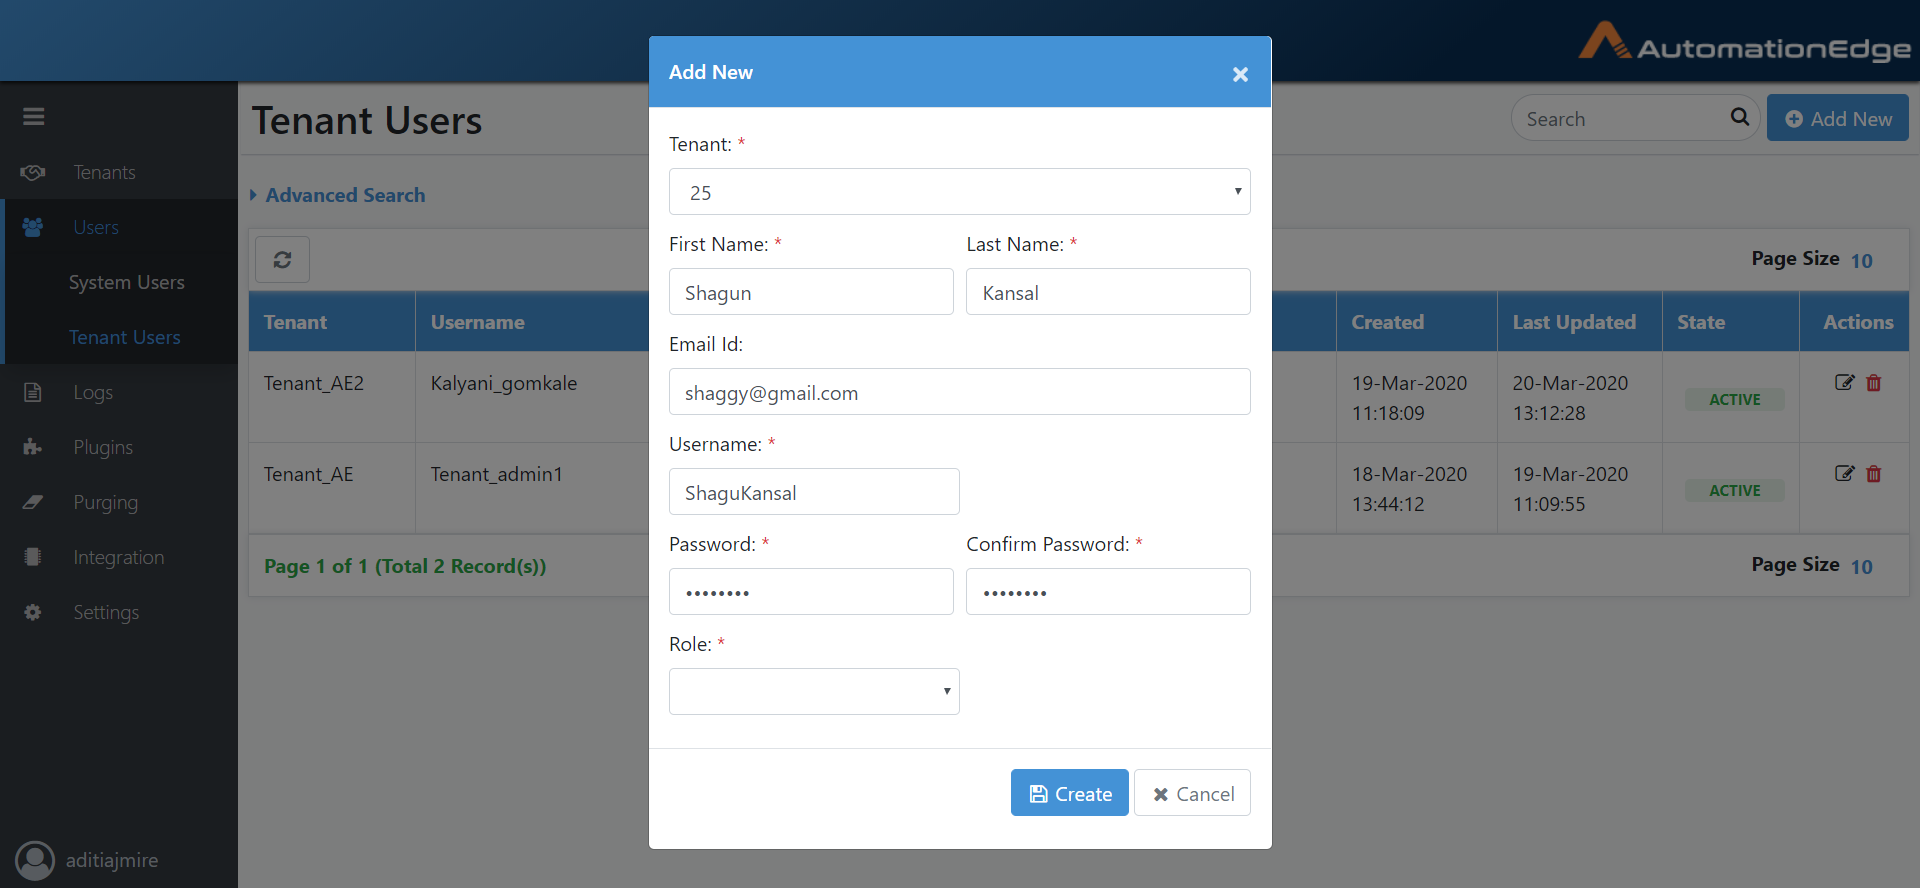 AutomationEdge
Add New
Tenant Users
Search
Add New
Tenants
Users
System Users
Tenant Users
Logs
Plugins
Purging
Integration
Settings
aditiajmire
Advanced Search
Page Size 10
Tenant Username Created Last Updated State Actions
Tenant_AE2 Kalyani_gomkale 19-Mar-2020 11:18:09 20-Mar-2020 13:12:28 ACTIVE
Tenant_AE Tenant_admin1 18-Mar-2020 13:44:12 19-Mar-2020 11:09:55 ACTIVE
Page 1 of 1 (Total 2 Record(s)) Page Size 10
Tenant: *
25
First Name: * Last Name: *
Shagun Kansal
Email Id:
shaggy@gmail.com
Username: *
ShaguKansal
Password: * Confirm Password: *
•••••••• ••••••••
Role: *
Create Cancel